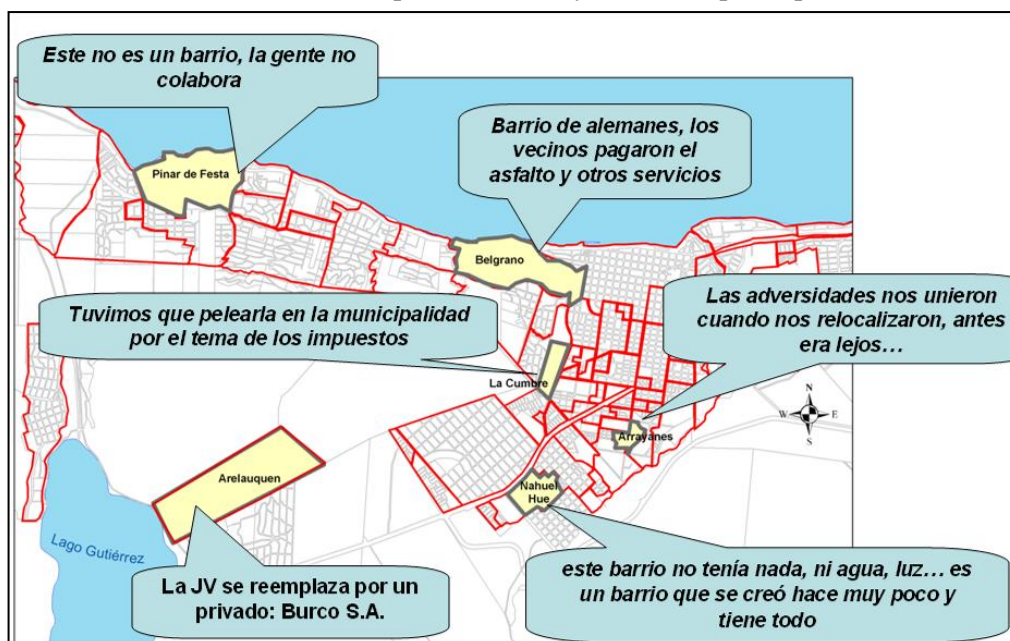 Este no es un barrio, la gente no
colabora
Barrio de alemanes, los
vecinos pagaron el
asfalto y otros servicios
Pinar de Festa
Belgrano
Las adversidades nos unieron
cuando nos relocalizaron, antes
era lejos…
Tuvimos que pelearla en la municipalidad
por el tema de los impuestos
La Cumbre
N
W
E
S
Arrayanes
Arelauquen
Nahuel
Hue
Lago Gutiérrez
La JV se reemplaza por un
privado: Burco S.A.
este barrio no tenía nada, ni agua, luz… es
un barrio que se creó hace muy poco y
tiene todo